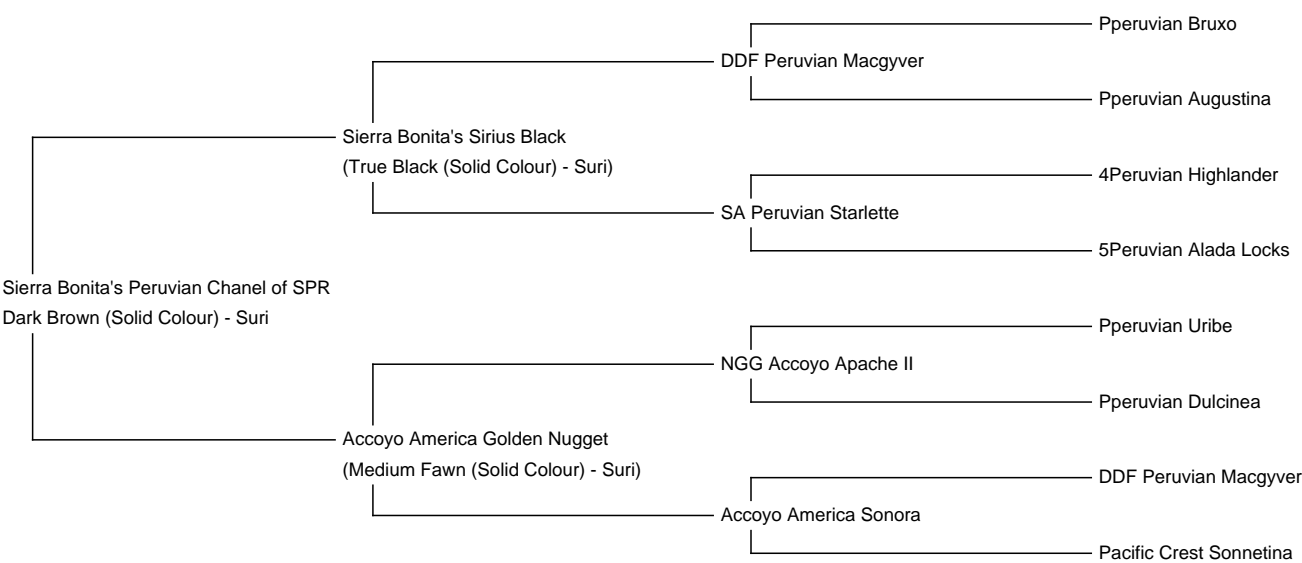 Pperuvian Bruxo
DDF Peruvian Macgyver
Pperuvian Augustina
Sierra Bonita's Sirius Black
(True Black (Solid Colour) - Suri)
4Peruvian Highlander
SA Peruvian Starlette
5Peruvian Alada Locks
Sierra Bonita's Peruvian Chanel of SPR
Dark Brown (Solid Colour) - Suri
Pperuvian Uribe
NGG Accoyo Apache II
Pperuvian Dulcinea
Accoyo America Golden Nugget
(Medium Fawn (Solid Colour) - Suri)
DDF Peruvian Macgyver
Accoyo America Sonora
Pacific Crest Sonnetina